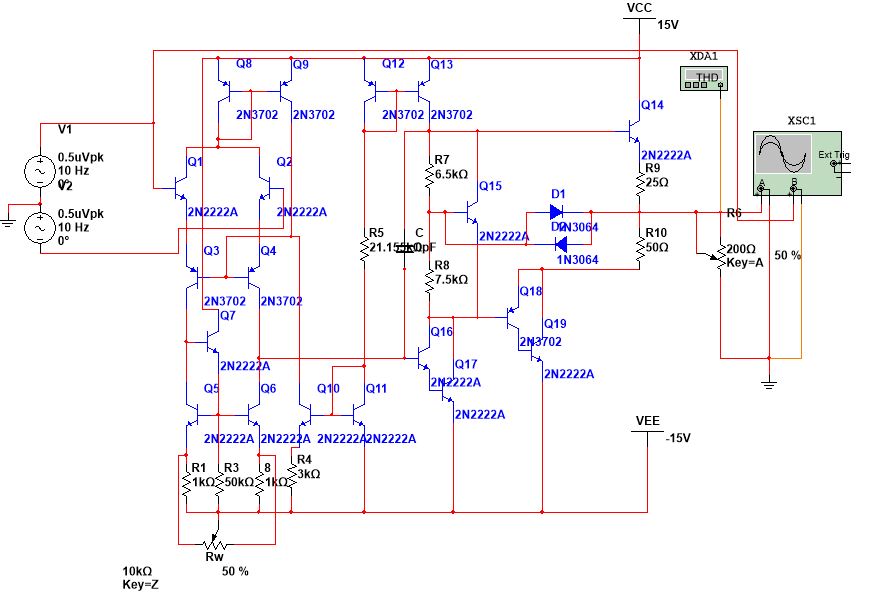 VCC
15V
XDA1
THD
Q8
Q9
Q12
Q13
2N3702
2N3702
2N3702
2N3702
Q14
2N2222A
XSC1
Ext Trig
A
B
V1
0.5uVpk
10 Hz
0°
V2
0.5uVpk
10 Hz
0°
Q1
Q2
2N2222A
2N2222A
R7
6.5kΩ
Q15
2N2222A
R9
25Ω
D1
1N3064
D2
1N3064
R10
50Ω
R6
200Ω
Key=A
50 %
R5
C
Q3
Q4
2N3702
2N3702
R8
7.5kΩ
Q18
2N3702
Q19
2N2222A
Q7
2N2222A
Q16
2N2222A
Q17
2N2222A
Q5
Q6
Q10
Q11
2N2222A
2N2222A
2N2222A
2N2222A
VEE
-15V
R1
1kΩ
R3
50kΩ
8
1kΩ
R4
3kΩ
Rw
10kΩ
Key=Z
50 %